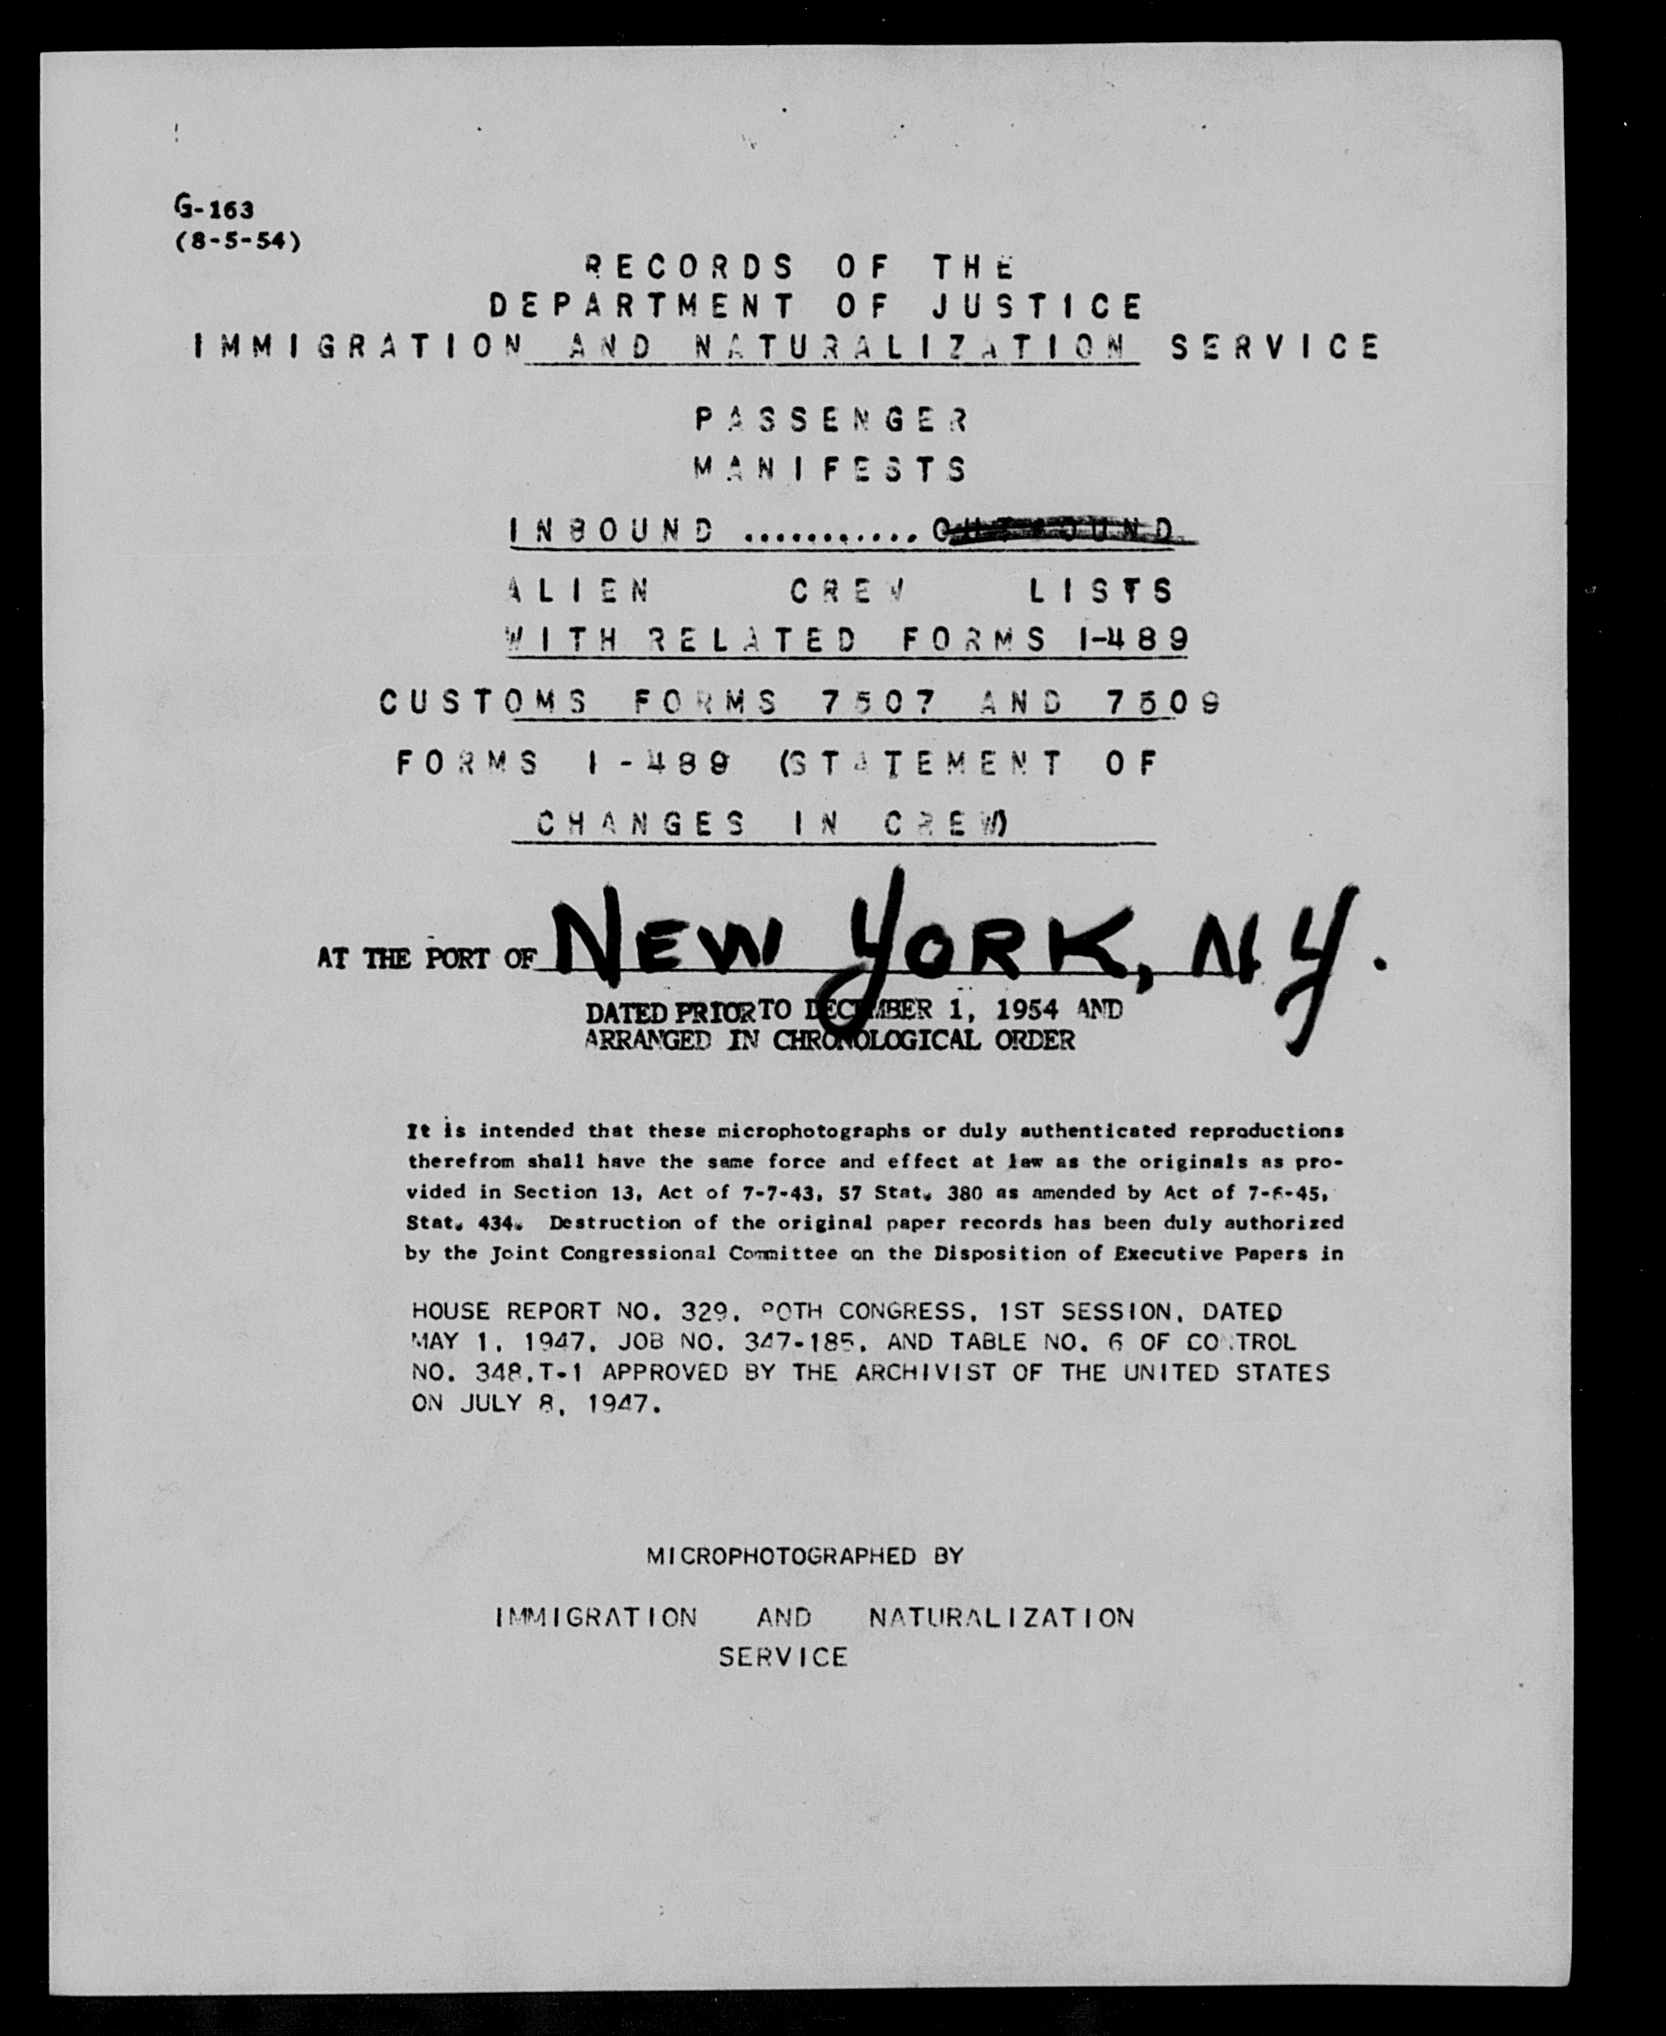 G-163
(8-5-54)
RECORDS OF THE
DEPARTMENT OF JUSTICE
IMMIGRATION AND NATURALIZATION SERVICE
PASSENGER
MANIFESTS
INBOUND ........... OUTBOUND
ALIEN CREW LISTS
WITH RELATED FORMS I-489
CUSTOMS FORMS 7507 AND 7509
FORMS I-489 (STATEMENT OF
CHANGES IN CREW)
AT THE PORT OF NEW YORK, NY.
DATED PRIOR TO DECEMBER 1, 1954 AND
ARRANGED IN CHRONOLOGICAL ORDER
It is intended that these microphotographs or duly authenticated reproductions
therefrom shall have the same force and effect at law as the originals as pro-
vided in Section 13, Act of 7-7-43, 57 Stat. 380 as amended by Act of 7-6-45,
Stat. 434. Destruction of the original paper records has been duly authorized
by the Joint Congressional Committee on the Disposition of Executive Papers in
HOUSE REPORT NO. 329, 80TH CONGRESS, 1ST SESSION, DATED
MAY 1, 1947, JOB NO. 347-185, AND TABLE NO. 6 OF CONTROL
NO. 348.T-1 APPROVED BY THE ARCHIVIST OF THE UNITED STATES
ON JULY 8, 1947.
MICROPHOTOGRAPHED BY
IMMIGRATION AND NATURALIZATION
SERVICE